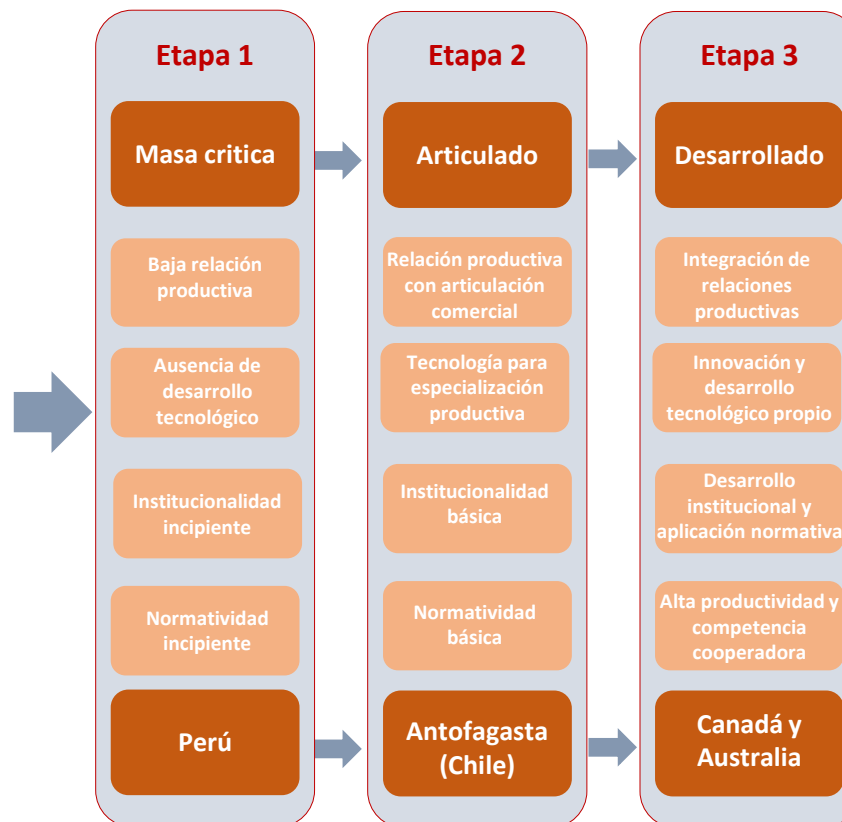 Etapa 1
Masa critica
Baja relación
productiva
Ausencia de
desarrollo
tecnológico
Institucionalidad
incipiente
Normatividad
incipiente
Perú
Etapa 2
Articulado
Relación productiva
con articulación
comercial
Tecnología para
especialización
productiva
Institucionalidad
básica
Normatividad
básica
Antofagasta
(Chile)
Etapa 3
Desarrollado
Integración de
relaciones
productivas
Innovación y
desarrollo
tecnológico propio
Desarrollo
institucional y
aplicación normativa
Alta productividad y
competencia
cooperadora
Canadá y
Australia